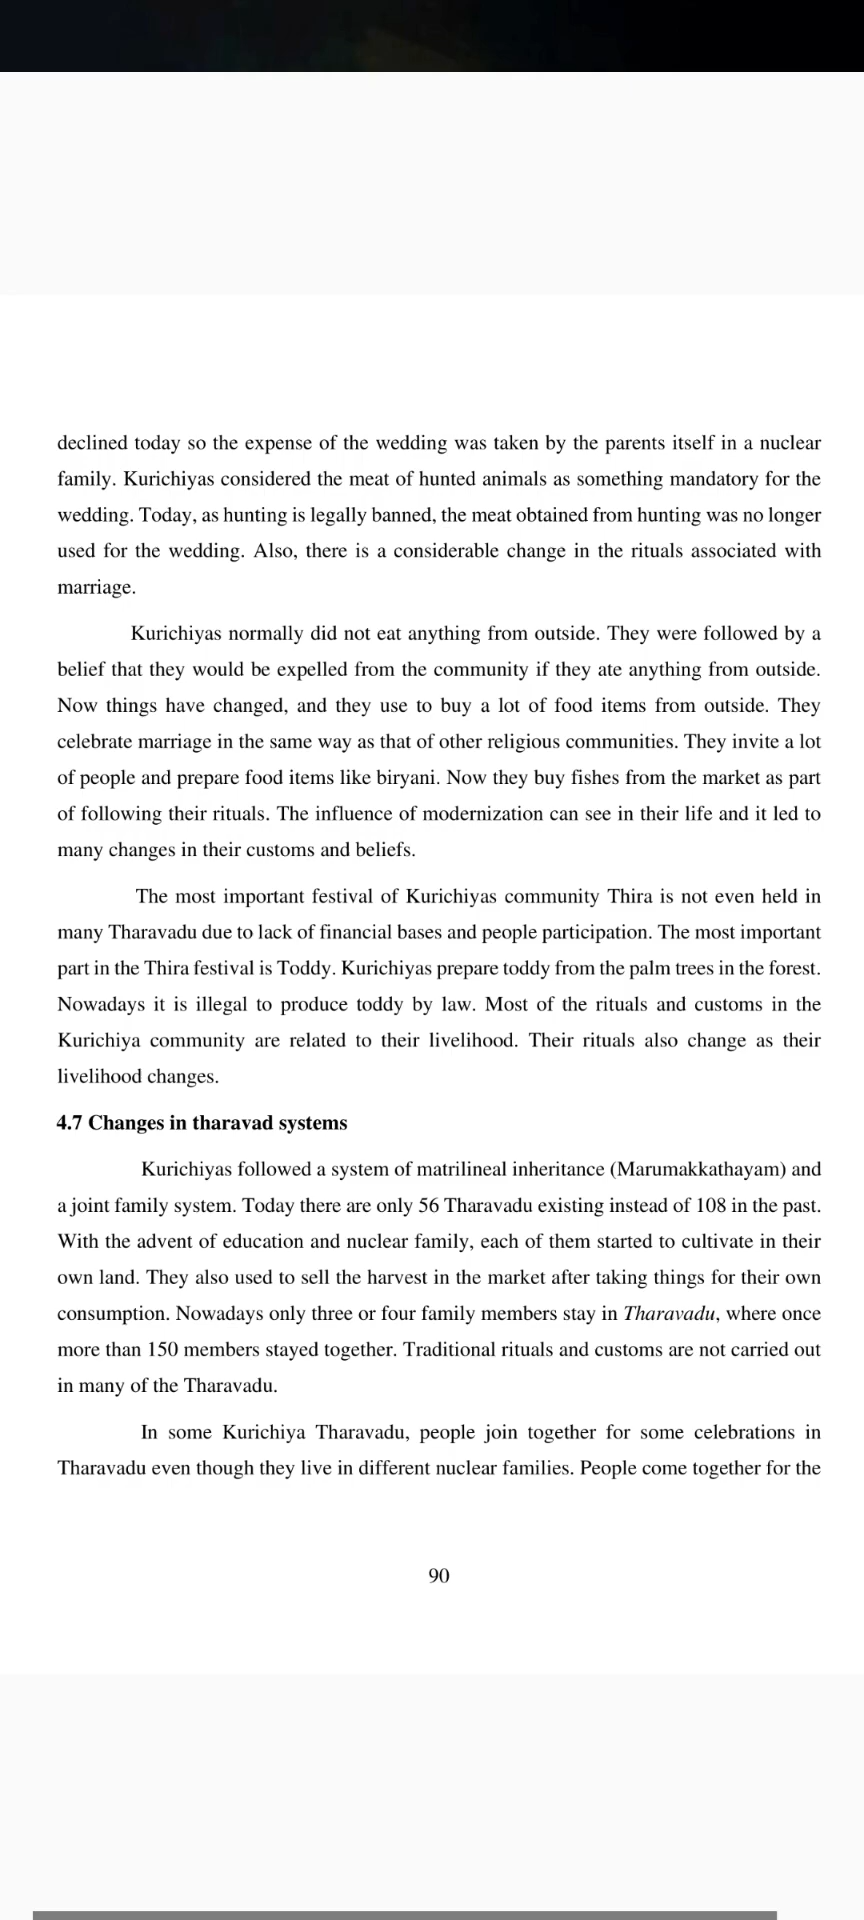 declined today so the expense of the wedding was taken by the parents itself in a nuclear
family. Kurichiyas considered the meat of hunted animals as something mandatory for the
wedding. Today, as hunting is legally banned, the meat obtained from hunting was no longer
used for the wedding. Also, there is a considerable change in the rituals associated with
marriage.
Kurichiyas normally did not eat anything from outside. They were followed by a
belief that they would be expelled from the community if they ate anything from outside.
Now things have changed, and they use to buy a lot of food items from outside. They
celebrate marriage in the same way as that of other religious communities. They invite a lot
of people and prepare food items like biryani. Now they buy fishes from the market as part
of following their rituals. The influence of modernization can see in their life and it led to
many changes in their customs and beliefs.
The most important festival of Kurichiyas community Thira is not even held in
many Tharavadu due to lack of financial bases and people participation. The most important
part in the Thira festival is Toddy. Kurichiyas prepare toddy from the palm trees in the forest.
Nowadays it is illegal to produce toddy by law. Most of the rituals and customs in the
Kurichiya community are related to their livelihood. Their rituals also change as their
livelihood changes.
4.7 Changes in tharavad systems
Kurichiyas followed a system of matrilineal inheritance (Marumakkathayam) and
a joint family system. Today there are only 56 Tharavadu existing instead of 108 in the past.
With the advent of education and nuclear family, each of them started to cultivate in their
own land. They also used to sell the harvest in the market after taking things for their own
consumption. Nowadays only three or four family members stay in Tharavadu, where once
more than 150 members stayed together. Traditional rituals and customs are not carried out
in many of the Tharavadu.
In some Kurichiya Tharavadu, people join together for some celebrations in
Tharavadu even though they live in different nuclear families. People come together for the
90